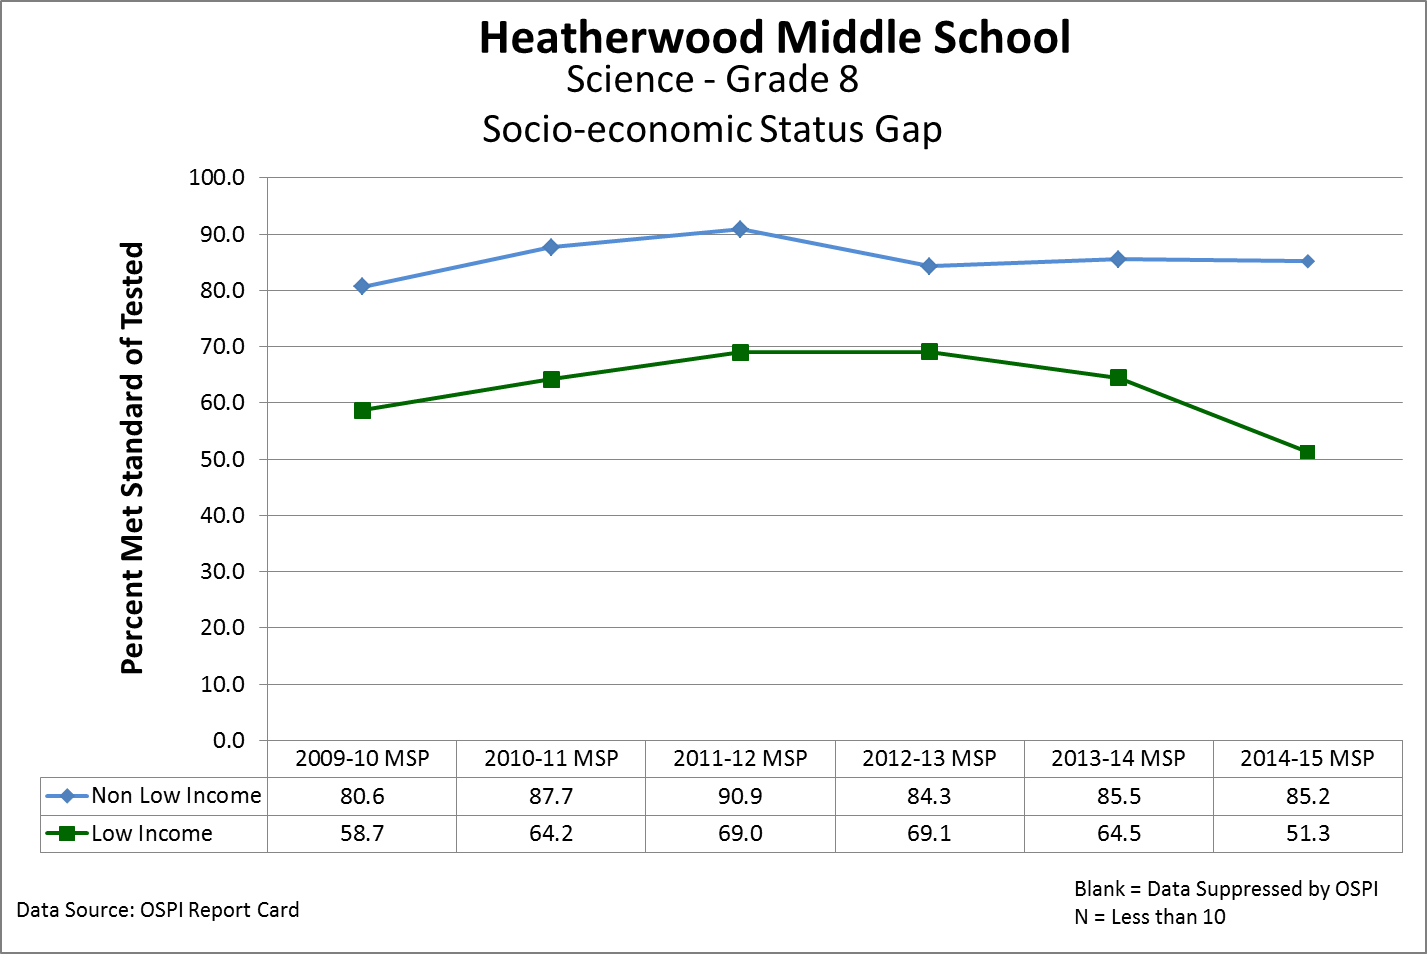 Heatherwood Middle School
Science - Grade 8
Socio-economic Status Gap
Percent Met Standard of Tested
100.0
90.0
80.0
70.0
60.0
50.0
40.0
30.0
20.0
10.0
0.0
2009-10 MSP 2010-11 MSP 2011-12 MSP 2012-13 MSP 2013-14 MSP 2014-15 MSP
Non Low Income 80.6 87.7 90.9 84.3 85.5 85.2
Low Income 58.7 64.2 69.0 69.1 64.5 51.3
Data Source: OSPI Report Card
Blank = Data Suppressed by OSPI
N = Less than 10